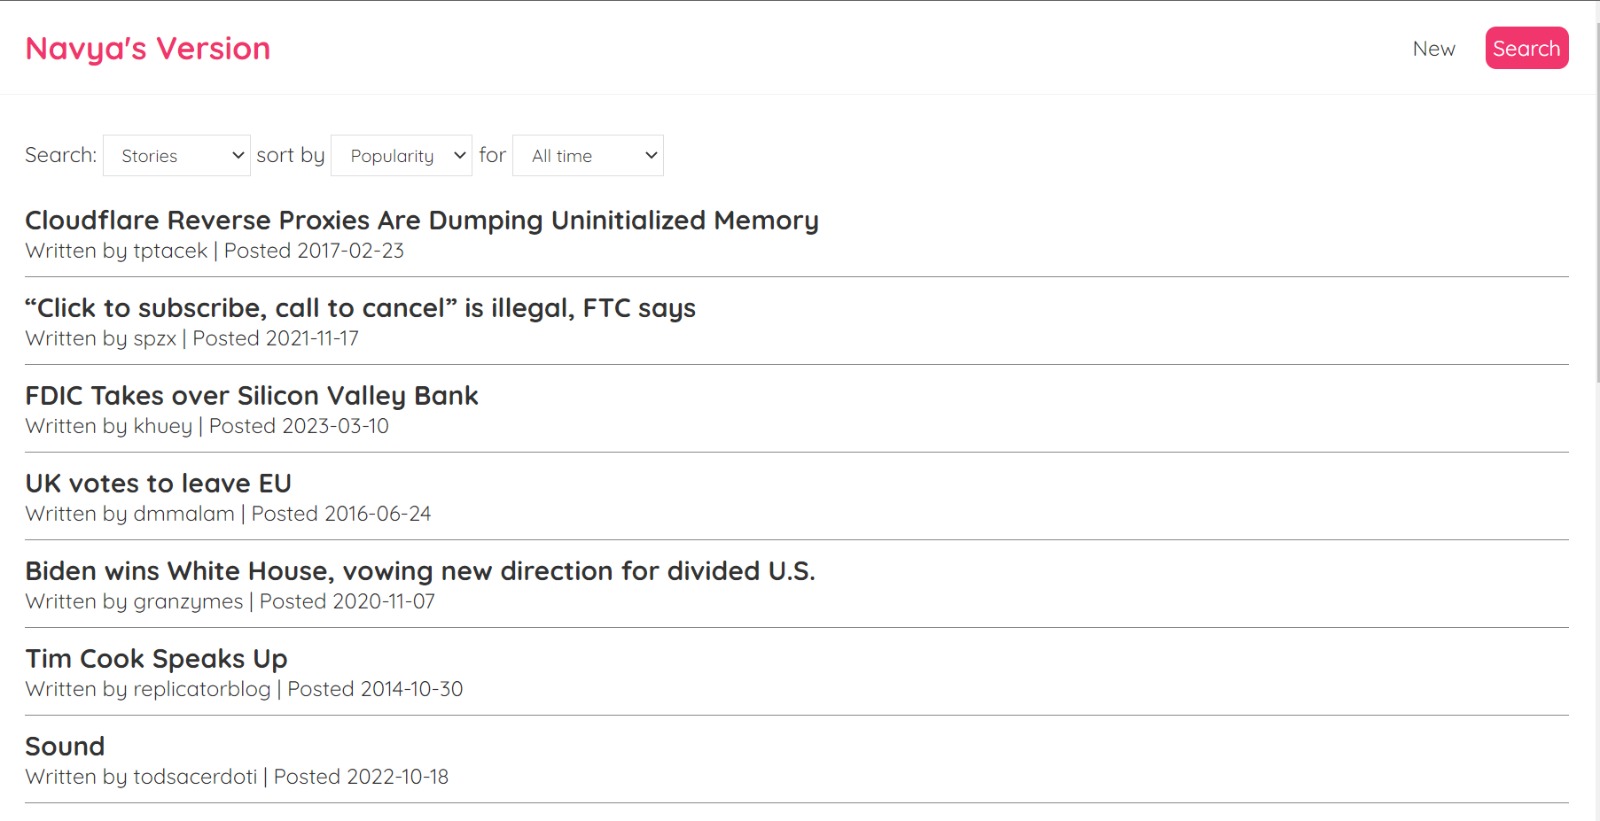 Navya's Version
New
Search
Search: Stories sort by Popularity for All time
Cloudflare Reverse Proxies Are Dumping Uninitialized Memory
Written by tptacek | Posted 2017-02-23
“Click to subscribe, call to cancel” is illegal, FTC says
Written by spzx | Posted 2021-11-17
FDIC Takes over Silicon Valley Bank
Written by khuey | Posted 2023-03-10
UK votes to leave EU
Written by dmmalam | Posted 2016-06-24
Biden wins White House, vowing new direction for divided U.S.
Written by granzymes | Posted 2020-11-07
Tim Cook Speaks Up
Written by replicatorblog | Posted 2014-10-30
Sound
Written by todsacerdoti | Posted 2022-10-18